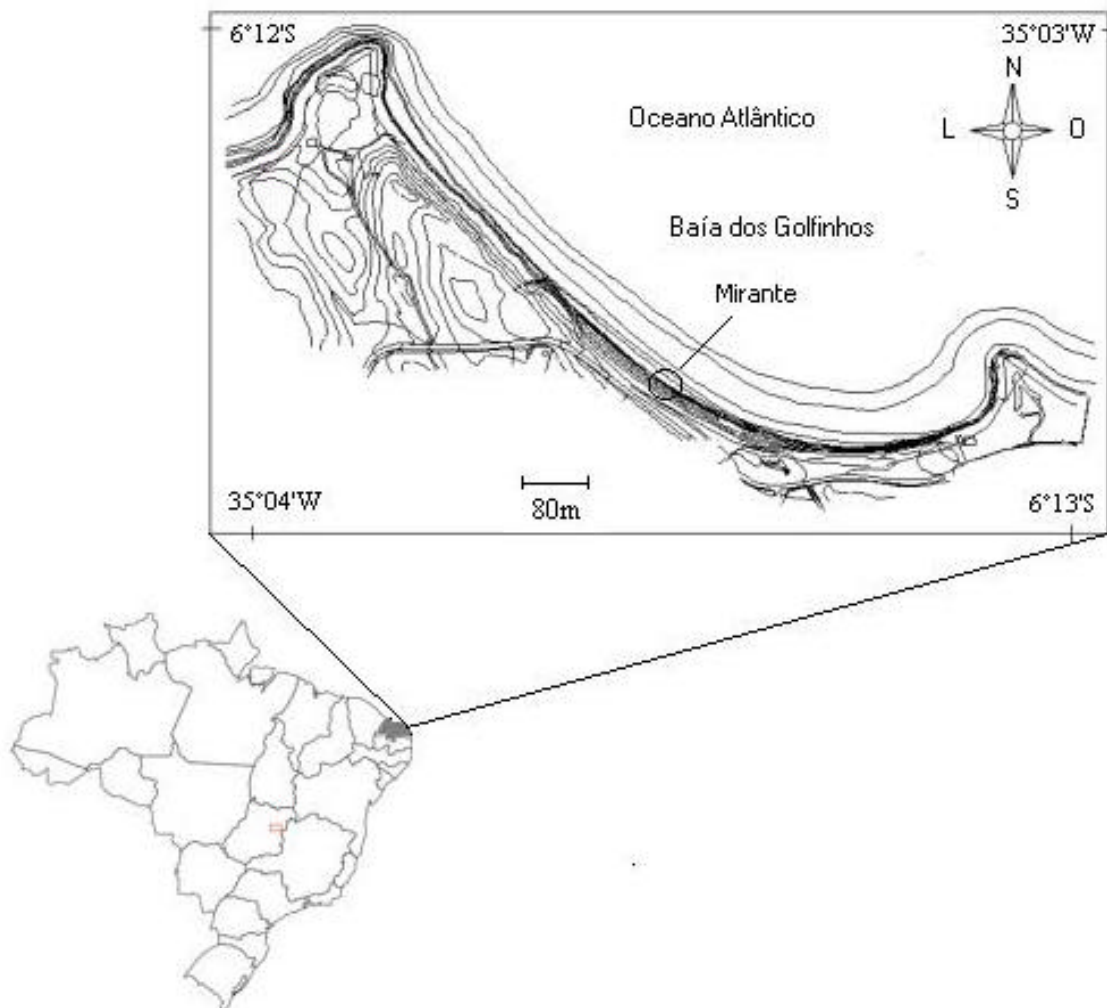 6°12'S
35°03'W
N
Oceano Atlântico
L
O
S
Baía dos Golfinhos
Mirante
35°04'W
80m
6°13'S